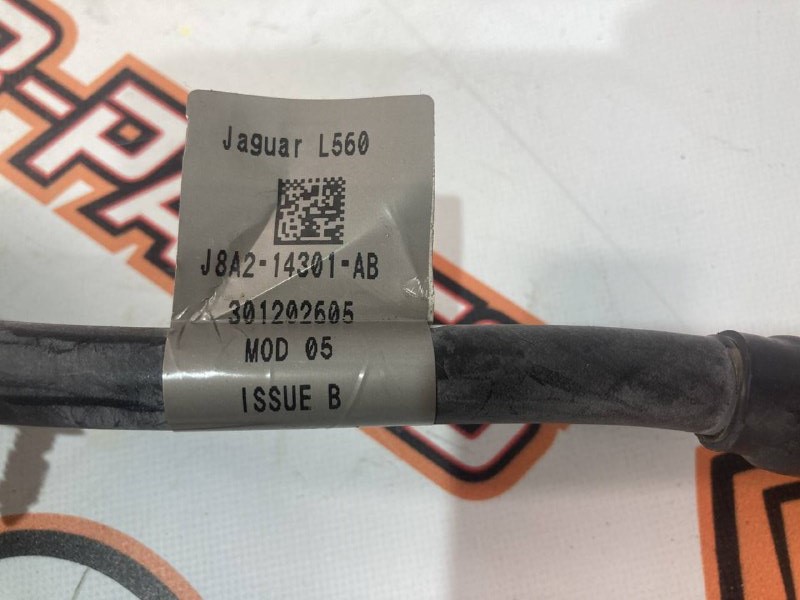 Jaguar L560
J8A2-14301-AB
301202605
MOD 05
ISSUE B